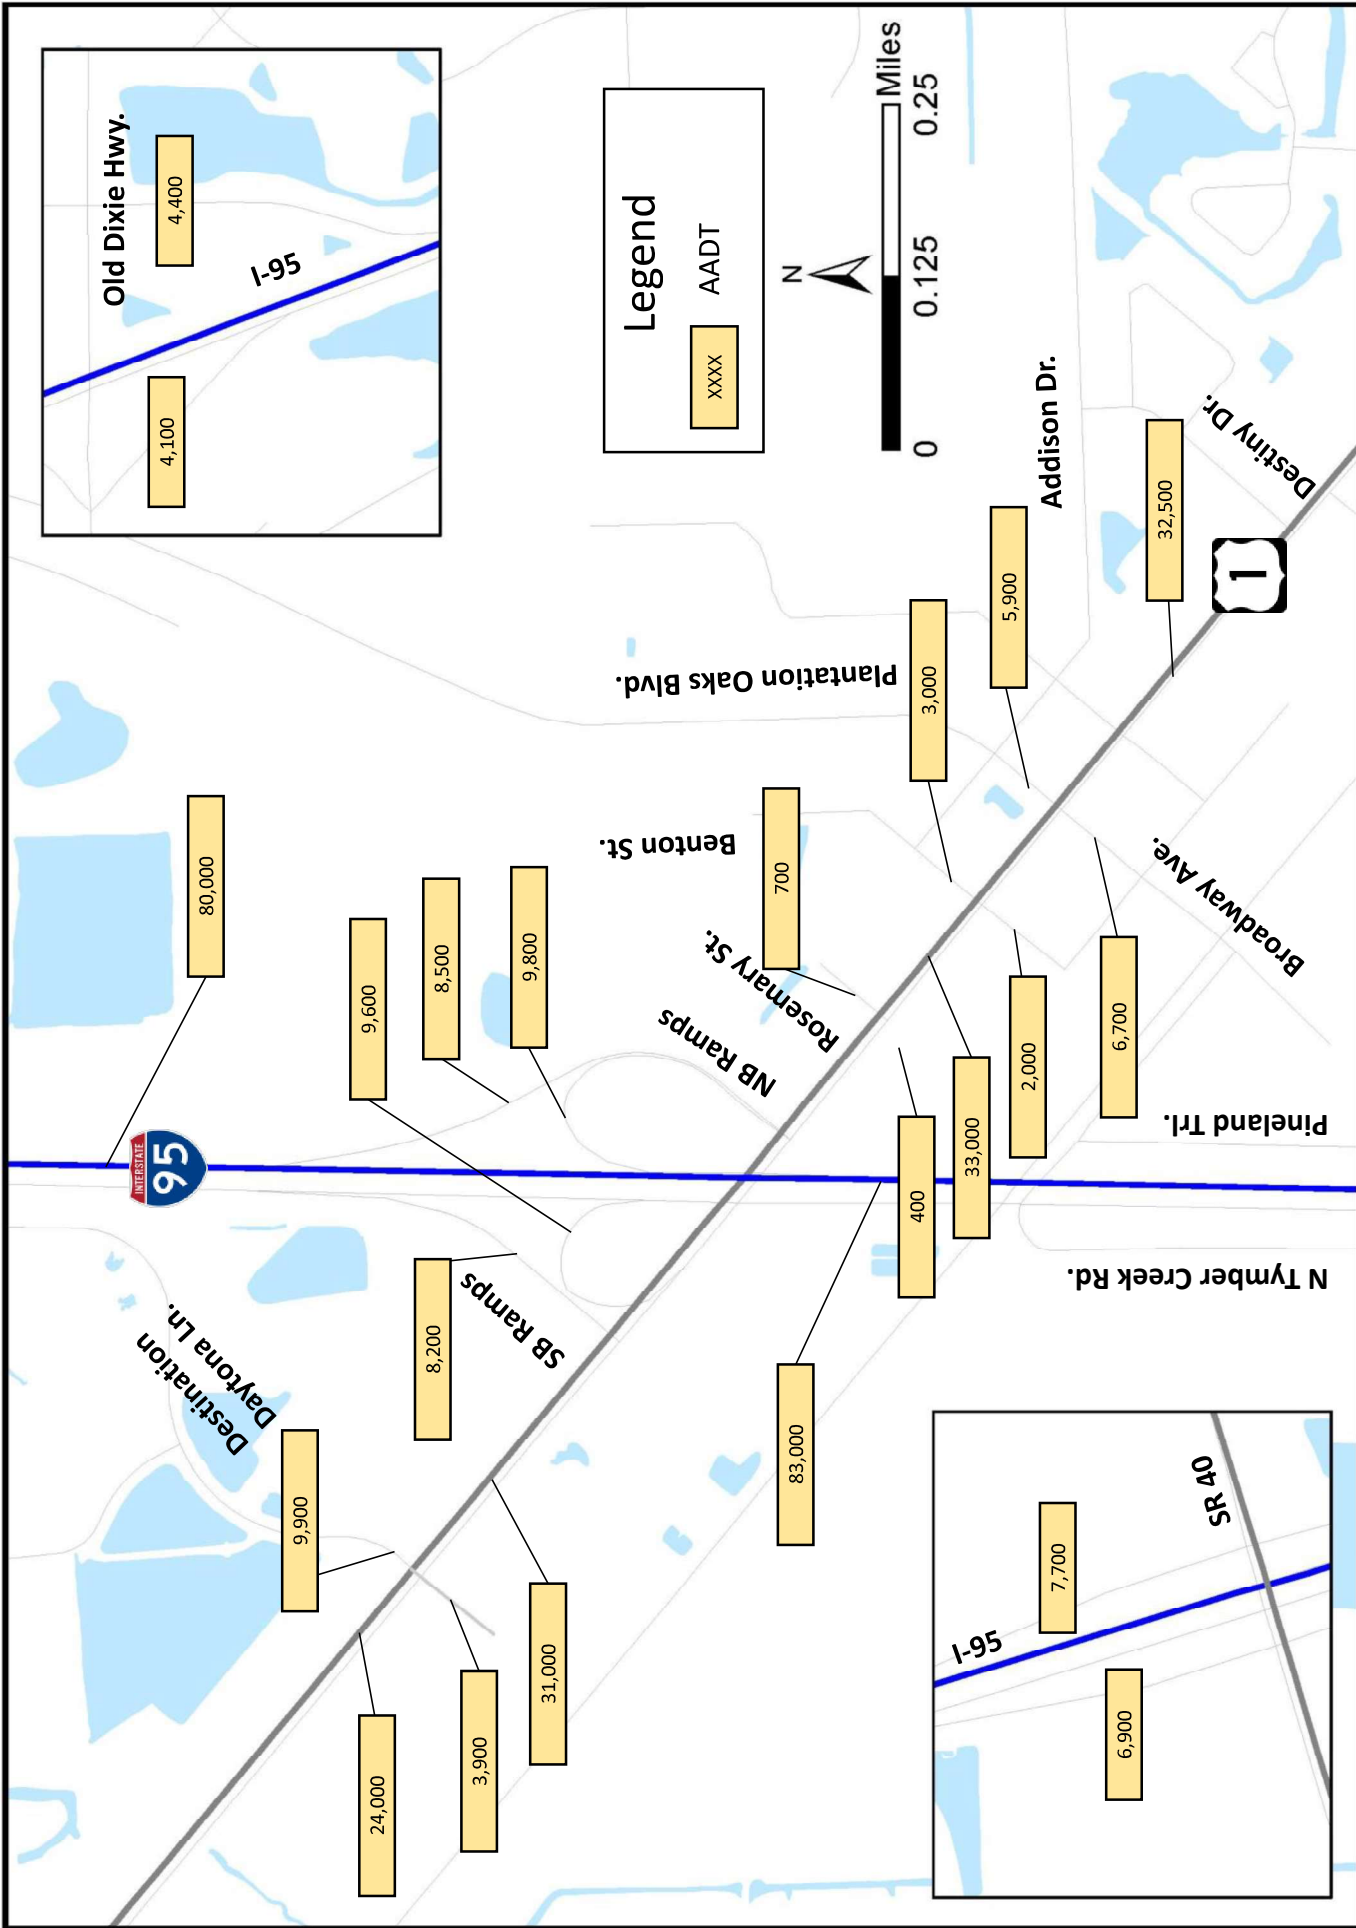 Old Dixie Hwy.
4,400
I-95
4,100
Legend
XXXX
AADT
N
0
0.125
0.25
Miles
INTERSTATE
95
80,000
9,600
8,500
9,800
8,200
SB Ramps
NB Ramps
Destination
Daytona Ln.
9,900
24,000
3,900
31,000
83,000
Rosemary St.
Benton St.
700
Plantation Oaks Blvd.
3,000
5,900
Addison Dr.
32,500
1
Destiny Dr.
400
33,000
2,000
6,700
Broadway Ave.
Pineland Trl.
N Tymber Creek Rd.
SR 40
I-95
7,700
6,900